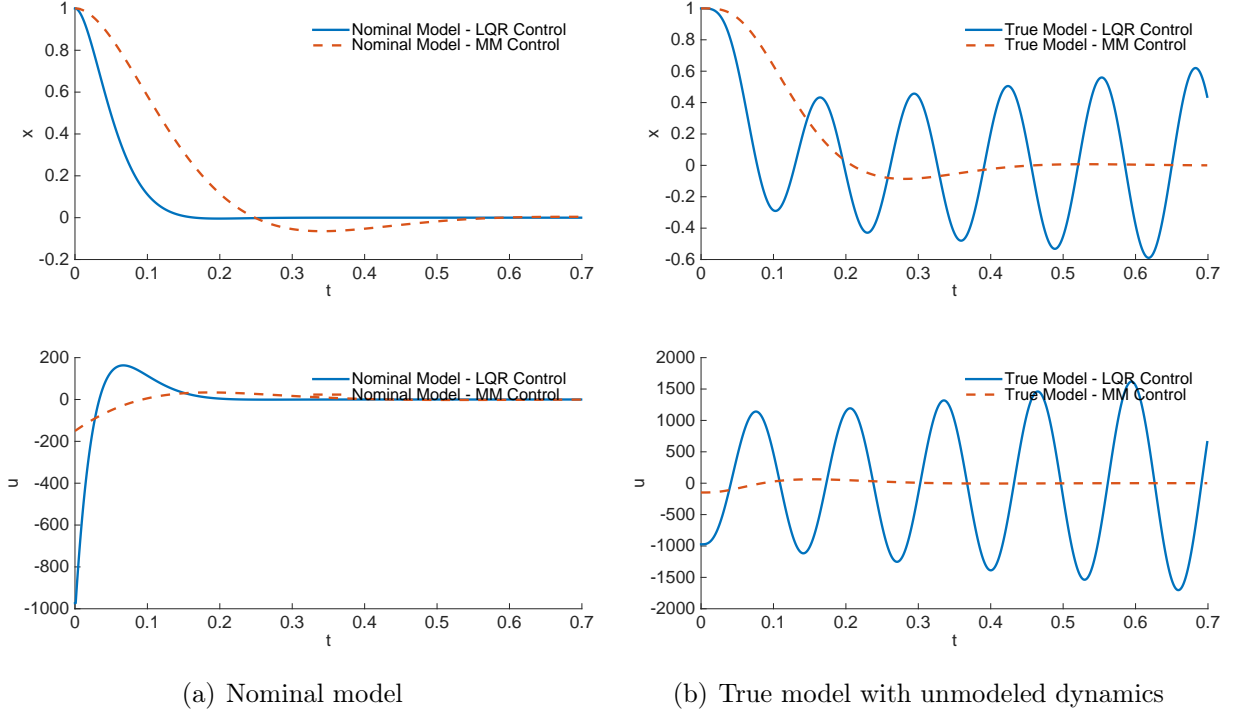 1
0.8
0.6
0.4
0.2
0
-0.2
x
0 0.1 0.2 0.3 0.4 0.5 0.6 0.7
t
Nominal Model - LQR Control
Nominal Model - MM Control
1
0.8
0.6
0.4
0.2
0
-0.2
-0.4
-0.6
x
0 0.1 0.2 0.3 0.4 0.5 0.6 0.7
t
True Model - LQR Control
True Model - MM Control
200
0
-200
-400
-600
-800
-1000
u
0 0.1 0.2 0.3 0.4 0.5 0.6 0.7
t
Nominal Model - LQR Control
Nominal Model - MM Control
2000
1500
1000
500
0
-500
-1000
-1500
-2000
u
0 0.1 0.2 0.3 0.4 0.5 0.6 0.7
t
True Model - LQR Control
True Model - MM Control
(a) Nominal model
(b) True model with unmodeled dynamics